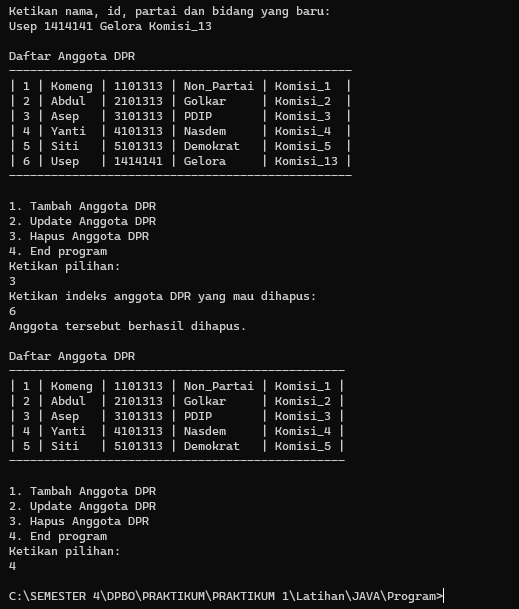 Ketikan nama, id, partai dan bidang yang baru:
Usep 1414141 Gelora Komisi_13

Daftar Anggota DPR
-------------------------------------------------
| 1 | Komeng | 1101313 | Non_Partai | Komisi_1  |
| 2 | Abdul  | 2101313 | Golkar     | Komisi_2  |
| 3 | Asep   | 3101313 | PDIP       | Komisi_3  |
| 4 | Yanti  | 4101313 | Nasdem     | Komisi_4  |
| 5 | Siti   | 5101313 | Demokrat   | Komisi_5  |
| 6 | Usep   | 1414141 | Gelora     | Komisi_13 |
-------------------------------------------------

1. Tambah Anggota DPR
2. Update Anggota DPR
3. Hapus Anggota DPR
4. End program
Ketikan pilihan:
3
Ketikan indeks anggota DPR yang mau dihapus:
6
Anggota tersebut berhasil dihapus.

Daftar Anggota DPR
------------------------------------------------
| 1 | Komeng | 1101313 | Non_Partai | Komisi_1 |
| 2 | Abdul  | 2101313 | Golkar     | Komisi_2 |
| 3 | Asep   | 3101313 | PDIP       | Komisi_3 |
| 4 | Yanti  | 4101313 | Nasdem     | Komisi_4 |
| 5 | Siti   | 5101313 | Demokrat   | Komisi_5 |
------------------------------------------------

1. Tambah Anggota DPR
2. Update Anggota DPR
3. Hapus Anggota DPR
4. End program
Ketikan pilihan:
4

C:\SEMESTER 4\DPBO\PRAKTIKUM\PRAKTIKUM 1\Latihan\JAVA\Program>